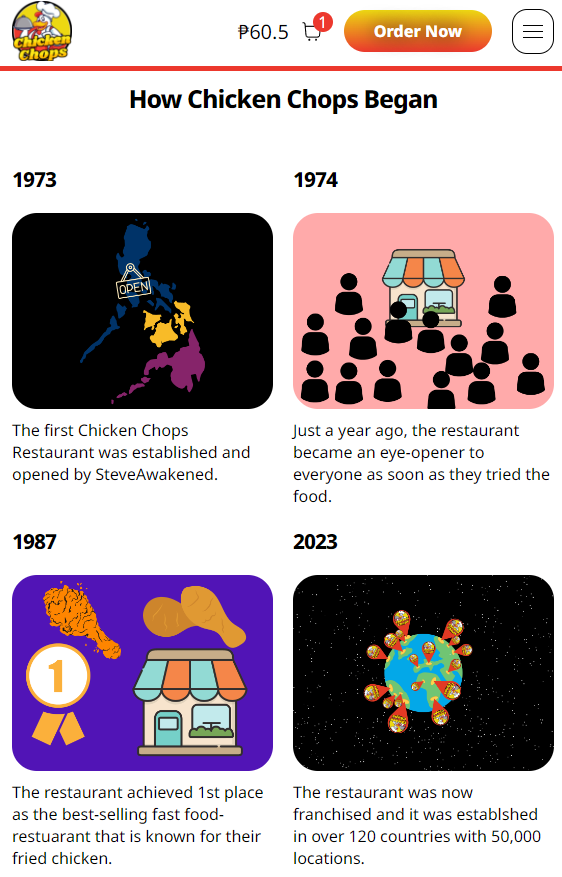 Chicken
Chops
₱60.5
1
Order Now
How Chicken Chops Began
1973
1974
OPEN
The first Chicken Chops
Restaurant was established and
opened by SteveAwakened.
Just a year ago, the restaurant
became an eye-opener to
everyone as soon as they tried the
food.
1987
2023
1
The restaurant achieved 1st place
as the best-selling fast food-
restuarant that is known for their
fried chicken.
The restaurant was now
franchised and it was establshed
in over 120 countries with 50,000
locations.